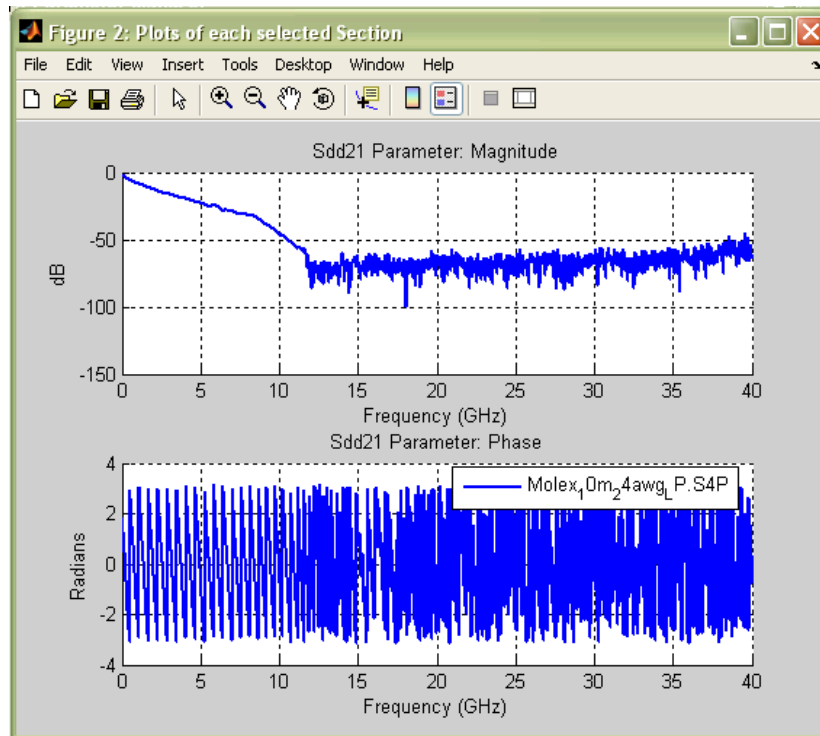 Figure 2: Plots of each selected Section
File Edit View Insert Tools Desktop Window Help
Sdd21 Parameter: Magnitude
0
-50
-100
-150
dB
0 5 10 15 20 25 30 35 40
Frequency (GHz)
Sdd21 Parameter: Phase
4
2
0
-2
-4
Radians
Molex₁0m₂4awg_LP.S4P
0 5 10 15 20 25 30 35 40
Frequency (GHz)